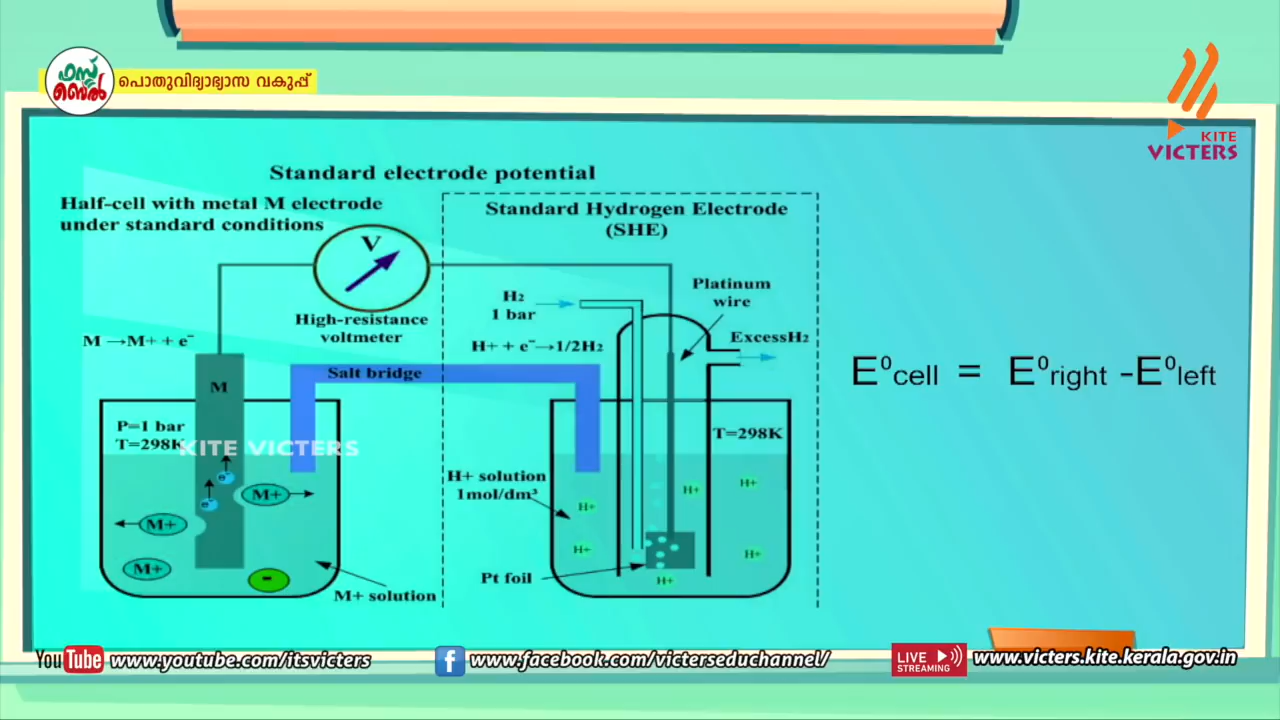 ഫസ്റ്റ്
ബെൽ
പൊതുവിദ്യാഭ്യാസ വകുപ്പ്
KITE
VICTERS
Standard electrode potential
Half-cell with metal M electrode
under standard conditions
Standard Hydrogen Electrode
(SHE)
V
Platinum
wire
H₂
1 bar
High-resistance
voltmeter
ExcessH₂
M →M+ + e⁻
H+ + e⁻→1/2H₂
Salt bridge
M
E⁰cell = E⁰right -E⁰left
P=1 bar
T=298K
T=298K
KITE VICTERS
H+ solution
1mol/dm³
e⁻
e⁻
M+
M+
M+
-
H+
H+
H+
H+
H+
H+
Pt foil
M+ solution
YouTube www.youtube.com/itsvicters
f www.facebook.com/victerseduchannel/
LIVE
STREAMING
www.victers.kite.kerala.gov.in